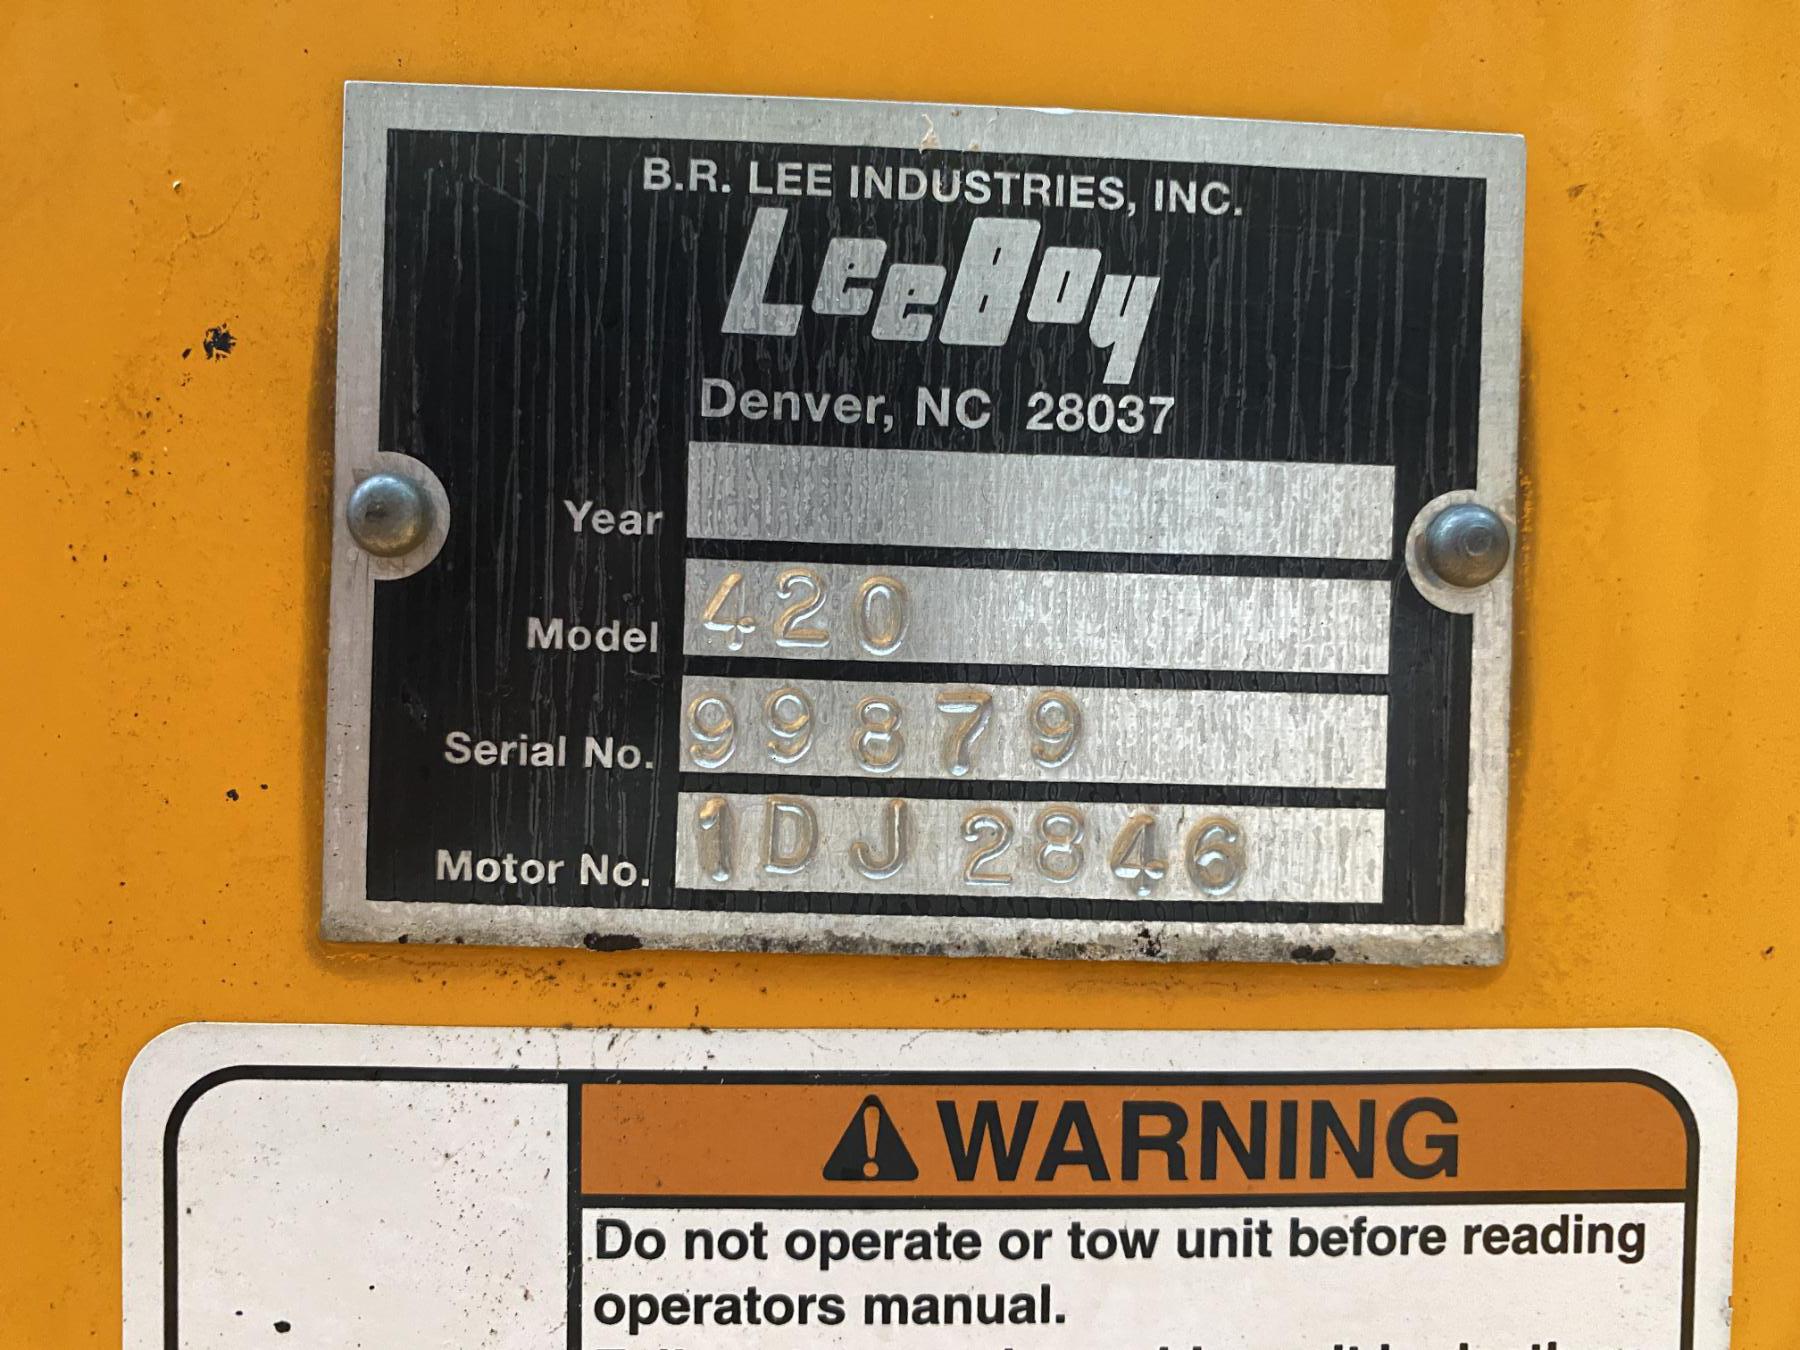 B.R. LEE INDUSTRIES, INC.
LeeBoy
Denver, NC 28037
Year
Model 420
Serial No. 99879
Motor No. 1DJ2846
WARNING
Do not operate or tow unit before reading
operators manual.